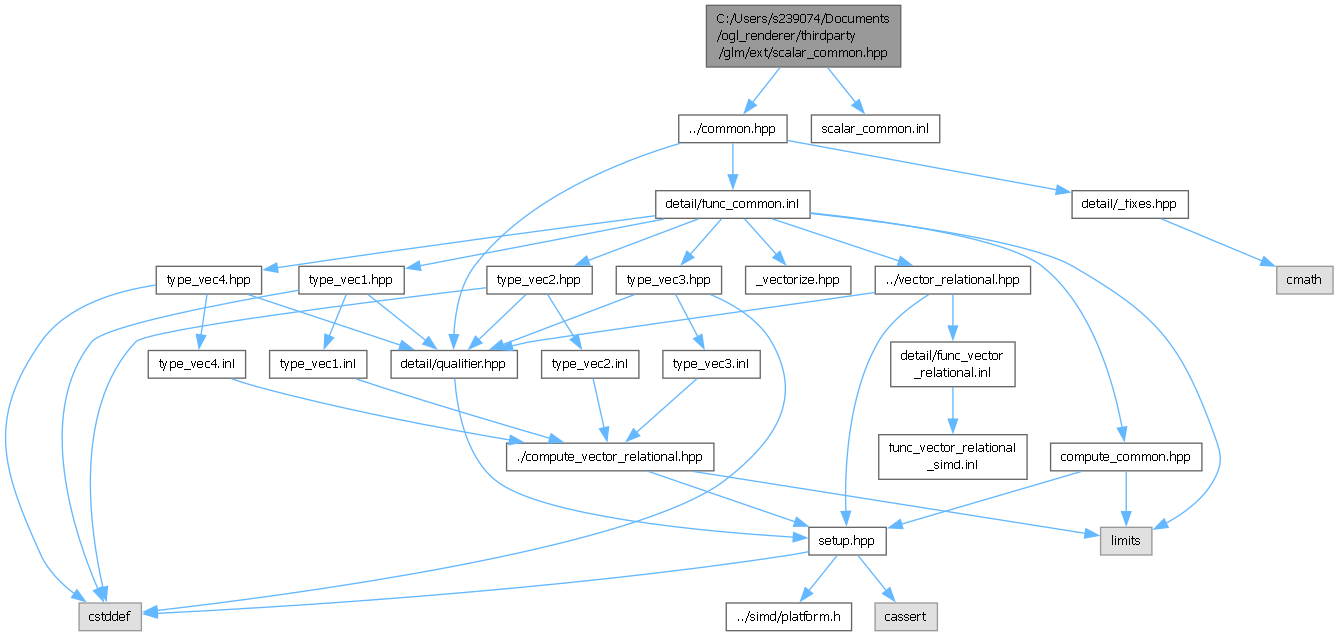 C:/Users/s239074/Documents
/ogl_renderer/thirdparty
/glm/ext/scalar_common.hpp
../common.hpp
scalar_common.inl
detail/func_common.inl
detail/_fixes.hpp
type_vec4.hpp
type_vec1.hpp
type_vec2.hpp
type_vec3.hpp
_vectorize.hpp
../vector_relational.hpp
cmath
type_vec4.inl
type_vec1.inl
detail/qualifier.hpp
type_vec2.inl
type_vec3.inl
detail/func_vector
_relational.inl
./compute_vector_relational.hpp
func_vector_relational
_simd.inl
compute_common.hpp
setup.hpp
limits
cstddef
../simd/platform.h
cassert